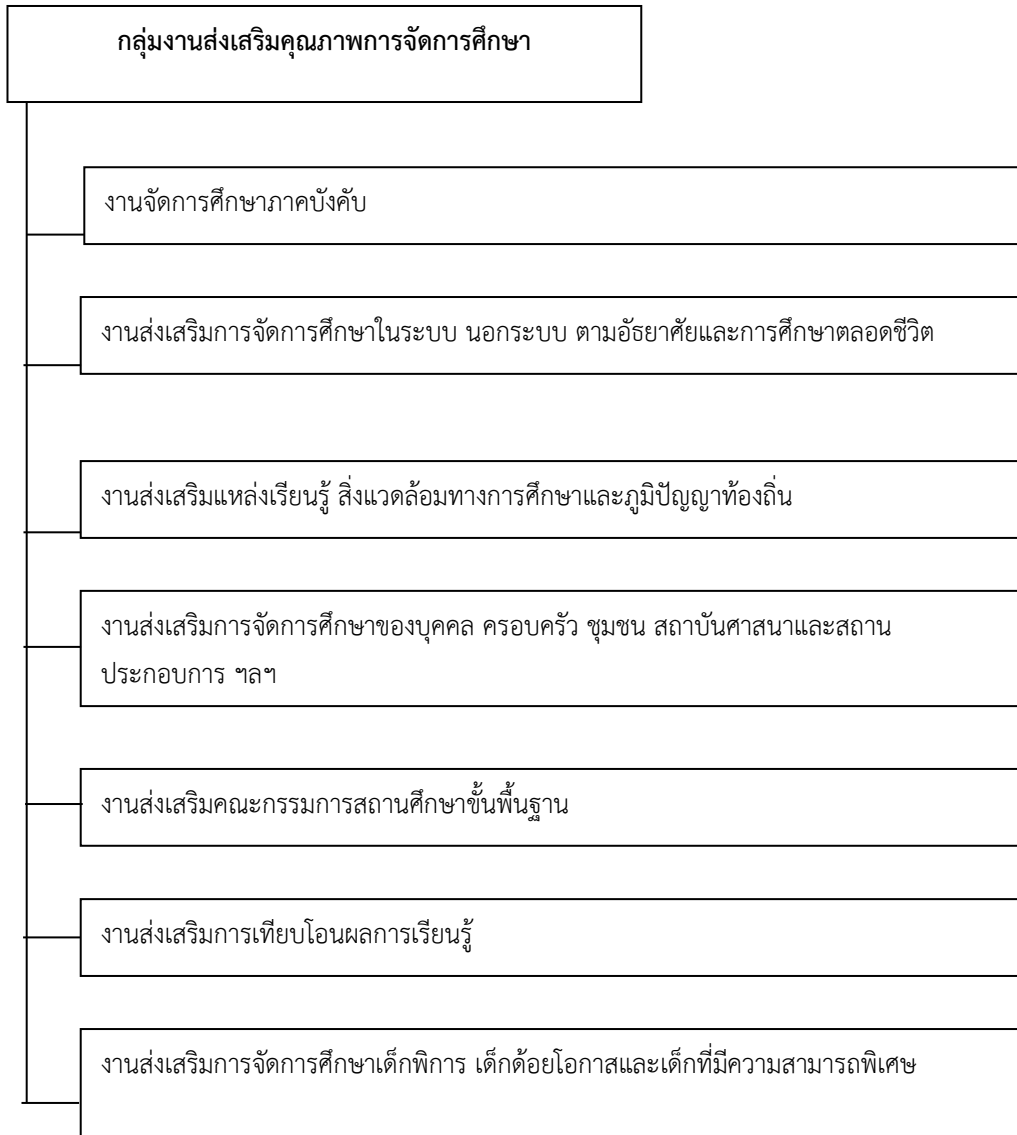 กลุ่มงานส่งเสริมคุณภาพการจัดการศึกษา
งานจัดการศึกษาภาคบังคับ
งานส่งเสริมการจัดการศึกษาในระบบ นอกระบบ ตามอัธยาศัยและการศึกษาตลอดชีวิต
งานส่งเสริมแหล่งเรียนรู้ สิ่งแวดล้อมทางการศึกษาและภูมิปัญญาท้องถิ่น
งานส่งเสริมการจัดการศึกษาของบุคคล ครอบครัว ชุมชน สถาบันศาสนาและสถาน
ประกอบการ ฯลฯ
งานส่งเสริมคณะกรรมการสถานศึกษาขั้นพื้นฐาน
งานส่งเสริมการเทียบโอนผลการเรียนรู้
งานส่งเสริมการจัดการศึกษาเด็กพิการ เด็กด้อยโอกาสและเด็กที่มีความสามารถพิเศษ